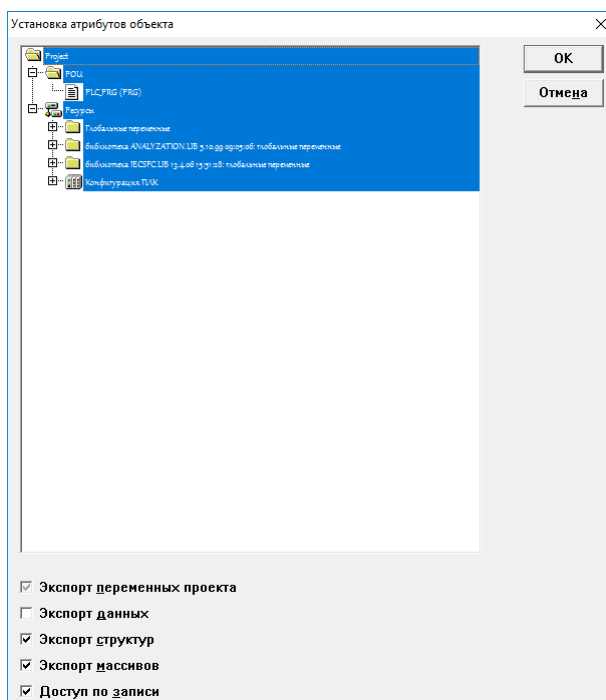 Установка атрибутов объекта
Project
POU
PLC_PRG (PRG)
Ресурсы
Глобальные переменные
библиотека ANALYZATION.LIB 5.10.99 09:05:06: глобальные переменные
библиотека IECSFC.LIB 13.4.06 15:51:28: глобальные переменные
Конфигурация ПЛК
OK
Отмена
Экспорт переменных проекта
Экспорт данных
Экспорт структур
Экспорт массивов
Доступ по записи